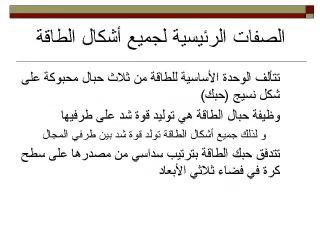 الصفات الرئيسية لجميع أشكال الطاقة
تتألف الوحدة الأساسية للطاقة من ثلاث حبال محبوكة على
شكل نسيج (حبك)
وظيفة حبال الطاقة هي توليد قوة شد على طرفيها
و لذلك جميع أشكال الطاقة تولد قوة شد بين طرفي المجال
تتدفق حبك الطاقة بترتيب سداسي من مصدرها على سطح
كرة في فضاء ثلاثي الأبعاد